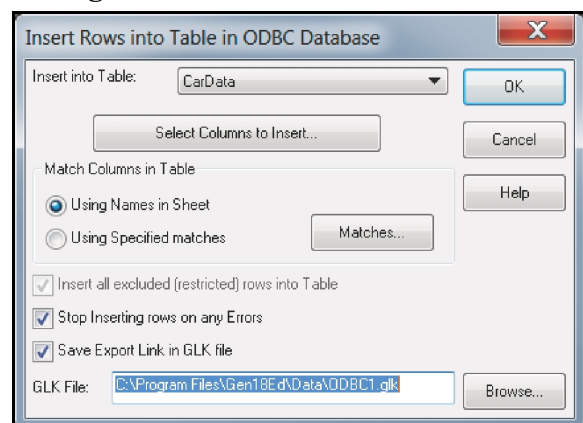 Insert Rows into Table in ODBC Database
X
Insert into Table:
CarData
OK
Select Columns to Insert...
Cancel
Match Columns in Table
Help
Using Names in Sheet
Using Specified matches
Matches...
Insert all excluded (restricted) rows into Table
Stop Inserting rows on any Errors
Save Export Link in GLK file
GLK File:
C:\Program Files\Gen18Ed\Data\ODBC1.glk
Browse...